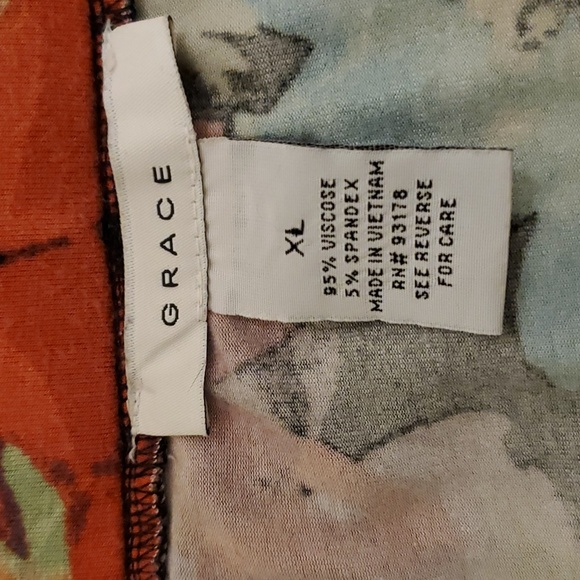 GRACE
XL
95% VISCOSE
5% SPANDEX
MADE IN VIETNAM
RN# 93178
SEE REVERSE
FOR CARE